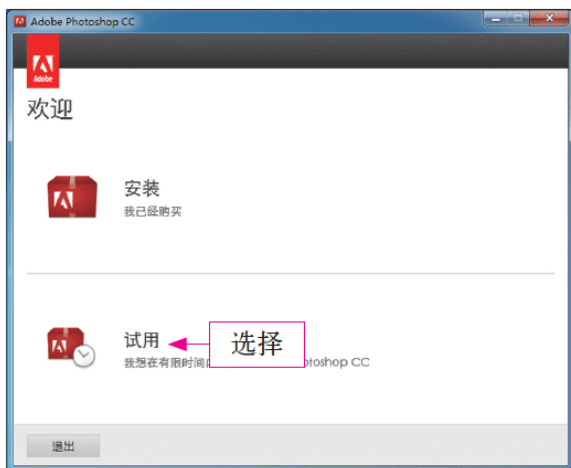 Adobe Photoshop CC
Adobe
欢迎
安装
我已经购买
试用
选择
我想在有限时间 otoshop CC
退出